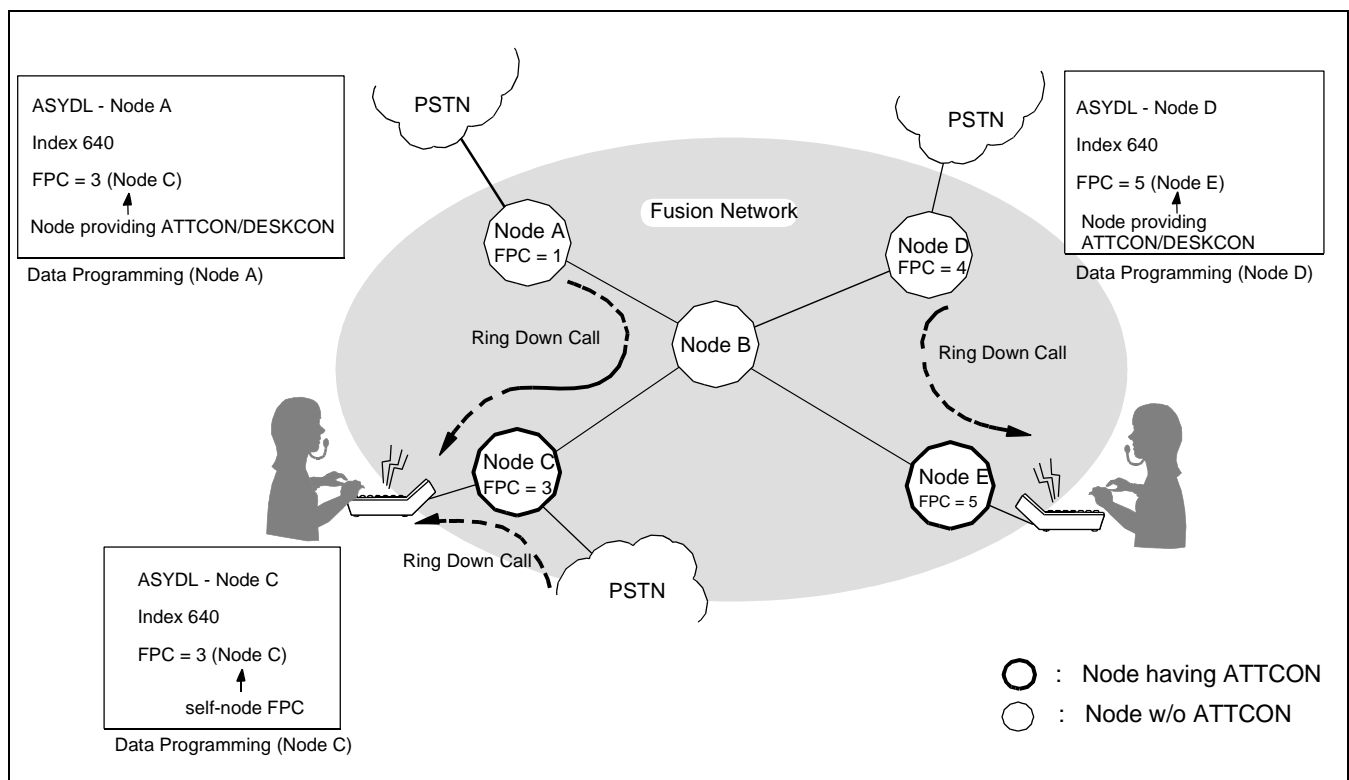 ASYDL - Node A
Index 640
FPC = 3 (Node C)
Node providing ATTCON/DESKCON
Data Programming (Node A)
PSTN
PSTN
ASYDL - Node D
Index 640
FPC = 5 (Node E)
Node providing
ATTCON/DESKCON
Data Programming (Node D)
Fusion Network
Node A
FPC = 1
Node D
FPC = 4
Node B
Ring Down Call
Ring Down Call
Node C
FPC = 3
Node E
FPC = 5
Ring Down Call
PSTN
ASYDL - Node C
Index 640
FPC = 3 (Node C)
self-node FPC
Data Programming (Node C)
: Node having ATTCON
: Node w/o ATTCON